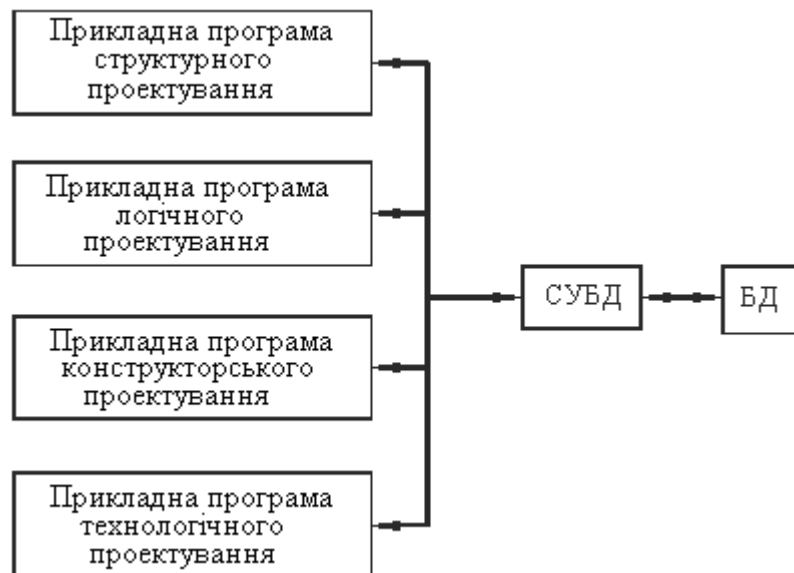 Прикладна програма
структурного
проектування
Прикладна програма
логічного
проектування
Прикладна програма
конструкторського
проектування
Прикладна програма
технологічного
проектування
СУБД
БД